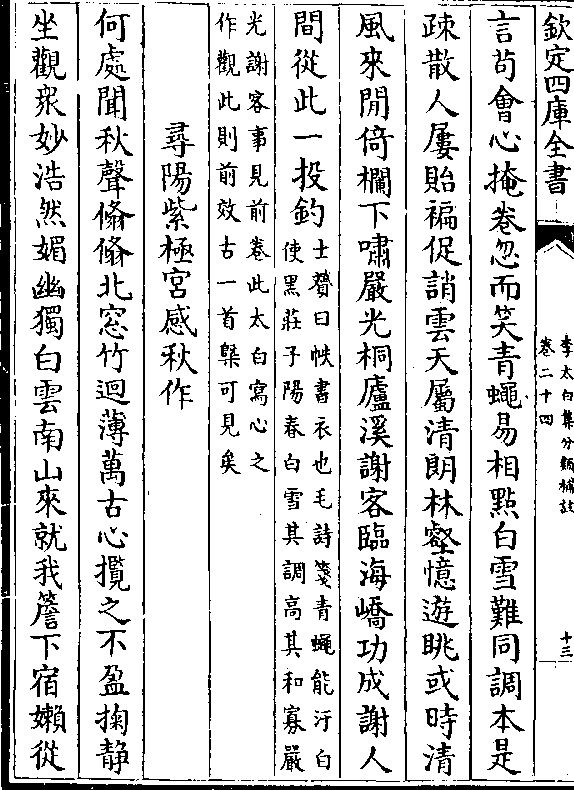 欽定四庫全書
李太白集分類補註
卷二十四
十三
言茍會心掩卷忽而笑青蠅易相㸃白雪難同調本是
疎散人屢貽褊促誚雲天屬清朗林壑憶遊眺或時清
風來閒倚欄下嘯嚴光桐廬溪謝客臨海嶠功成謝人
間從此一投釣士贇曰帙書衣也毛詩箋青蠅能汙白
使黒莊子陽春白雪其調髙其和寡嚴
光謝客事見前卷此太白寫心之
作觀此則前效古一首槩可見矣
尋陽紫極宫感秋作
何處聞秋聲翛翛北窓竹迴薄萬古心攬之不盈掬静
坐觀衆妙浩然媚幽獨白雲南山來就我簷下宿嬾從